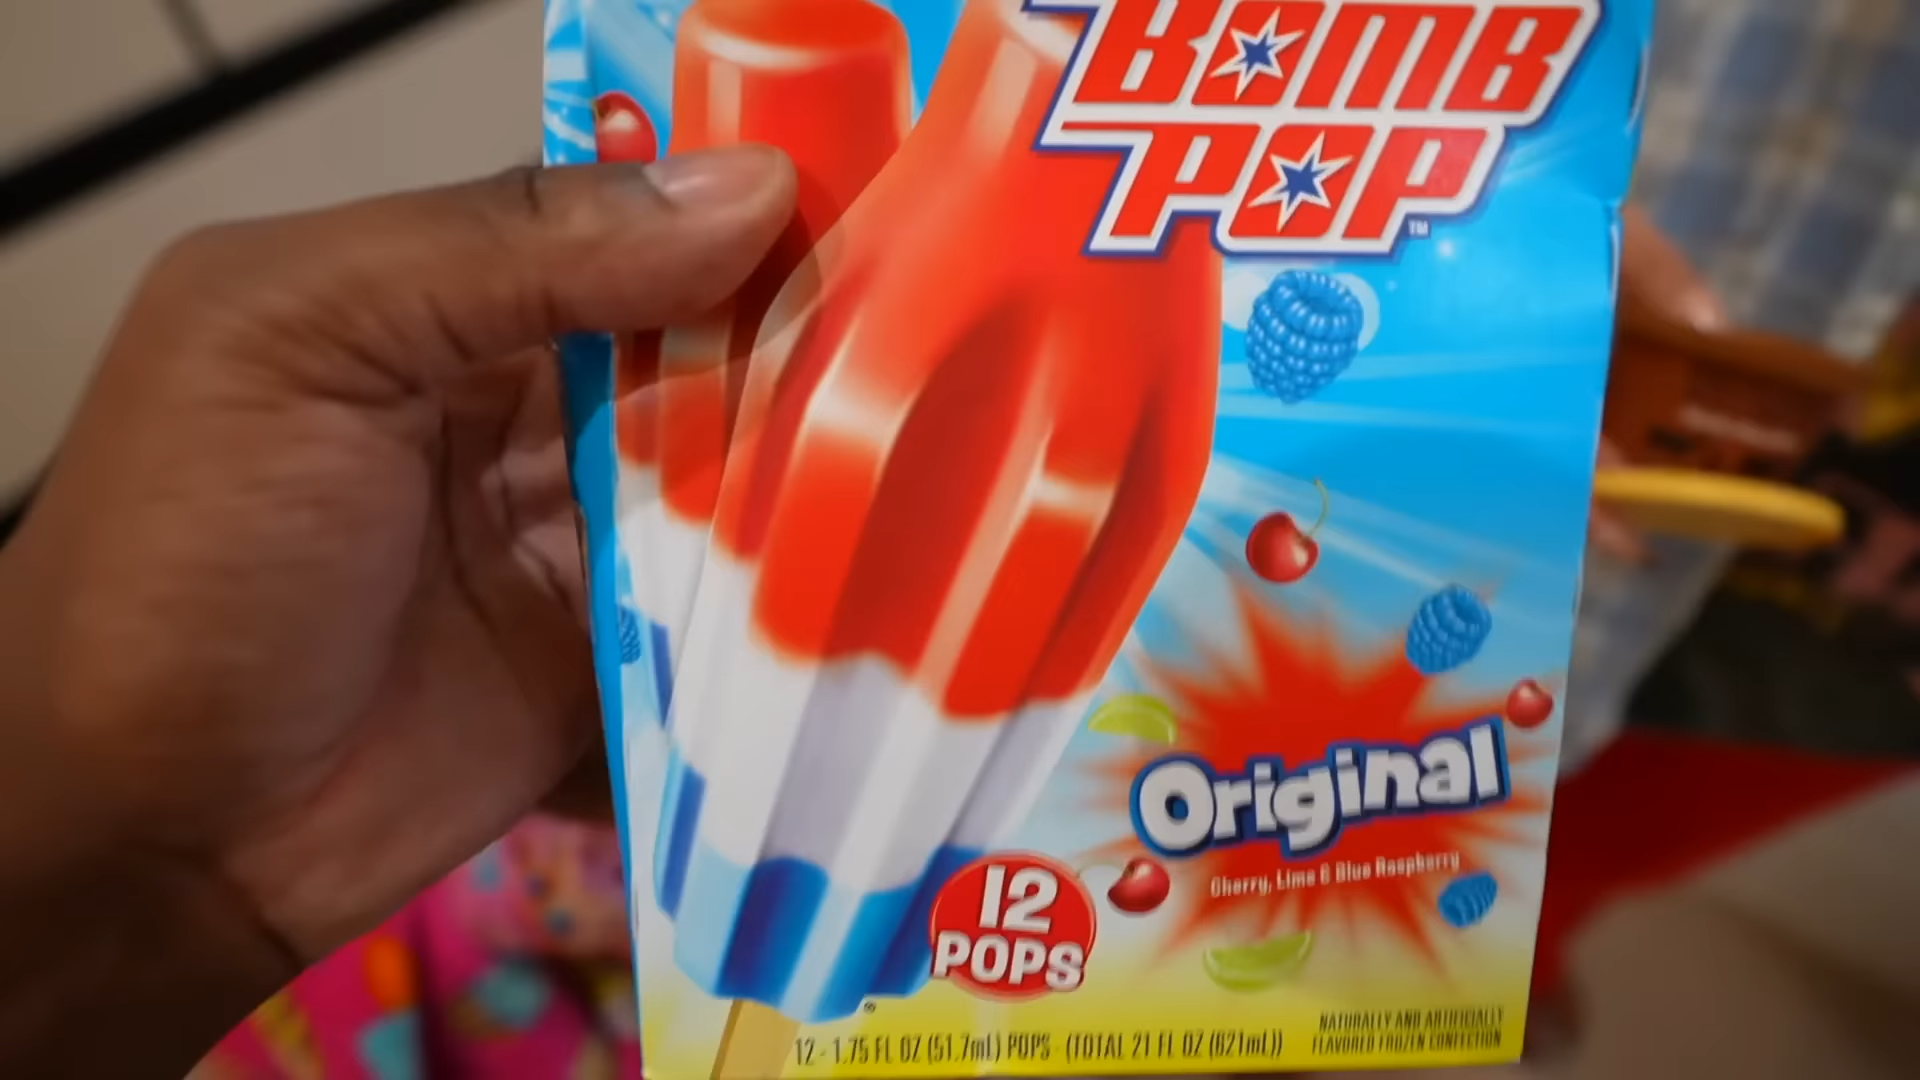 BOMB
POP™
Original
Cherry, Lime & Blue Raspberry
12
POPS
®
12 - 1.75 FL OZ (51.7mL) POPS - (TOTAL 21 FL OZ (621mL))
NATURALLY AND ARTIFICIALLY
FLAVORED FROZEN CONFECTION